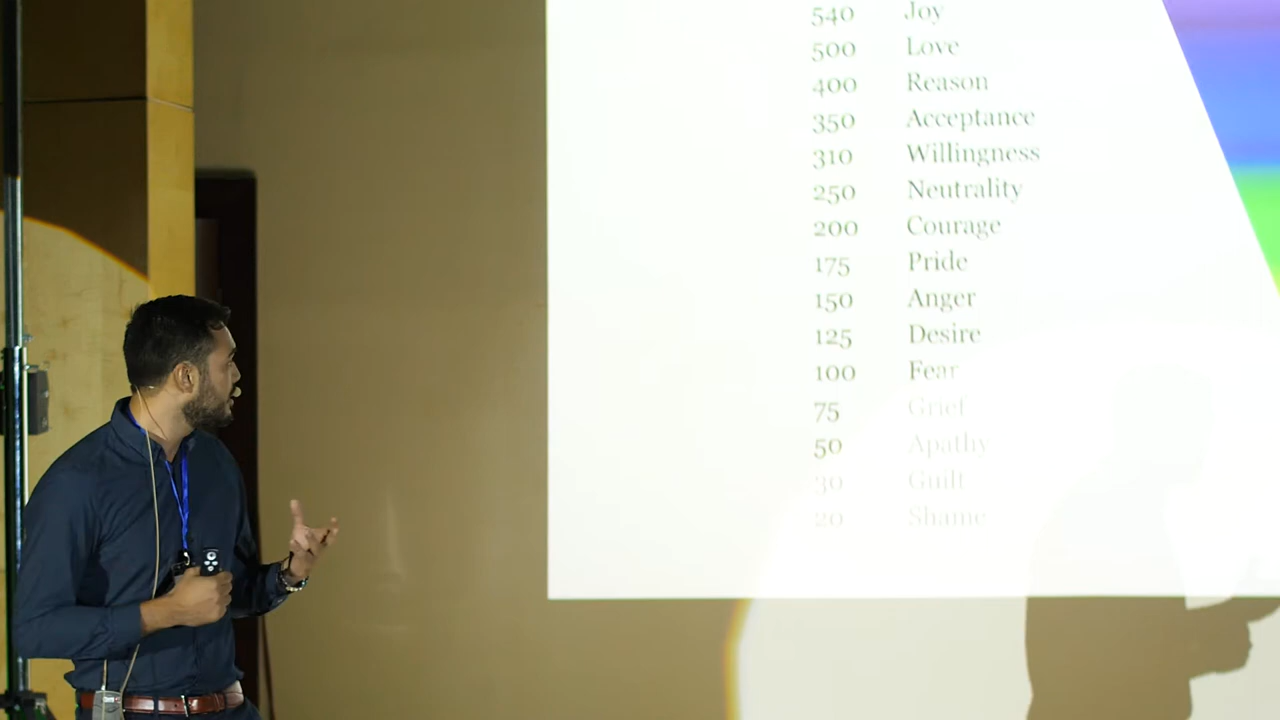 540 Joy
500 Love
400 Reason
350 Acceptance
310 Willingness
250 Neutrality
200 Courage
175 Pride
150 Anger
125 Desire
100 Fear
75 Grief
50 Apathy
30 Guilt
20 Shame